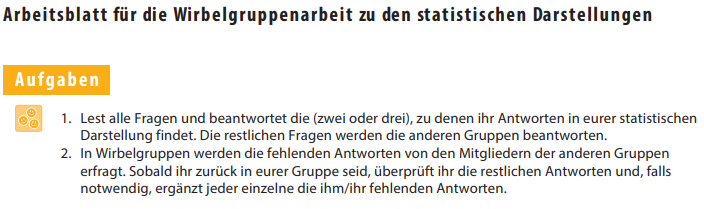 Arbeitsblatt für die Wirbelgruppenarbeit zu den statistischen Darstellungen
Aufgaben
1. Lest alle Fragen und beantwortet die (zwei oder drei), zu denen ihr Antworten in eurer statistischen
Darstellung findet. Die restlichen Fragen werden die anderen Gruppen beantworten.
2. In Wirbelgruppen werden die fehlenden Antworten von den Mitgliedern der anderen Gruppen
erfragt. Sobald ihr zurück in eurer Gruppe seid, überprüft ihr die restlichen Antworten und, falls
notwendig, ergänzt jeder einzelne die ihm/ihr fehlenden Antworten.